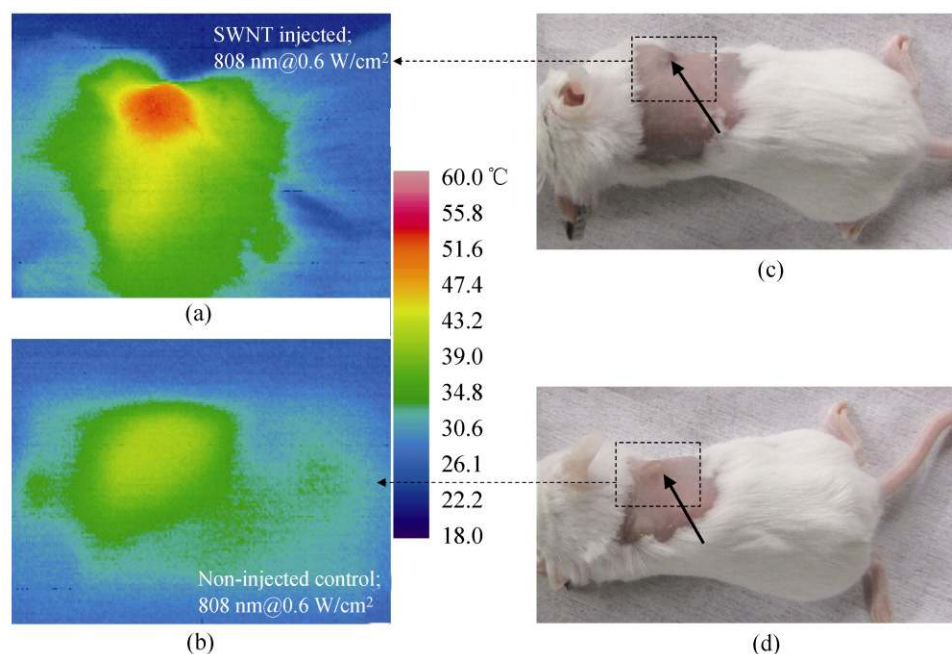 SWNT injected;
808 nm@0.6 W/cm²
(a)
60.0 ℃
55.8
51.6
47.4
43.2
39.0
34.8
30.6
26.1
22.2
18.0
(c)
Non-injected control;
808 nm@0.6 W/cm²
(b)
(d)